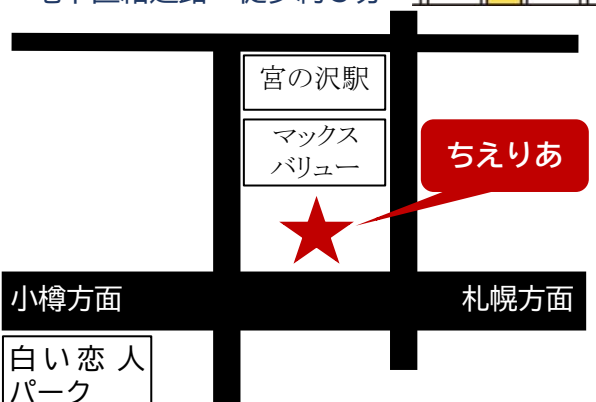 宮の沢駅
マックス
バリュー
ちえりあ
小樽方面
札幌方面
白い恋人
パーク